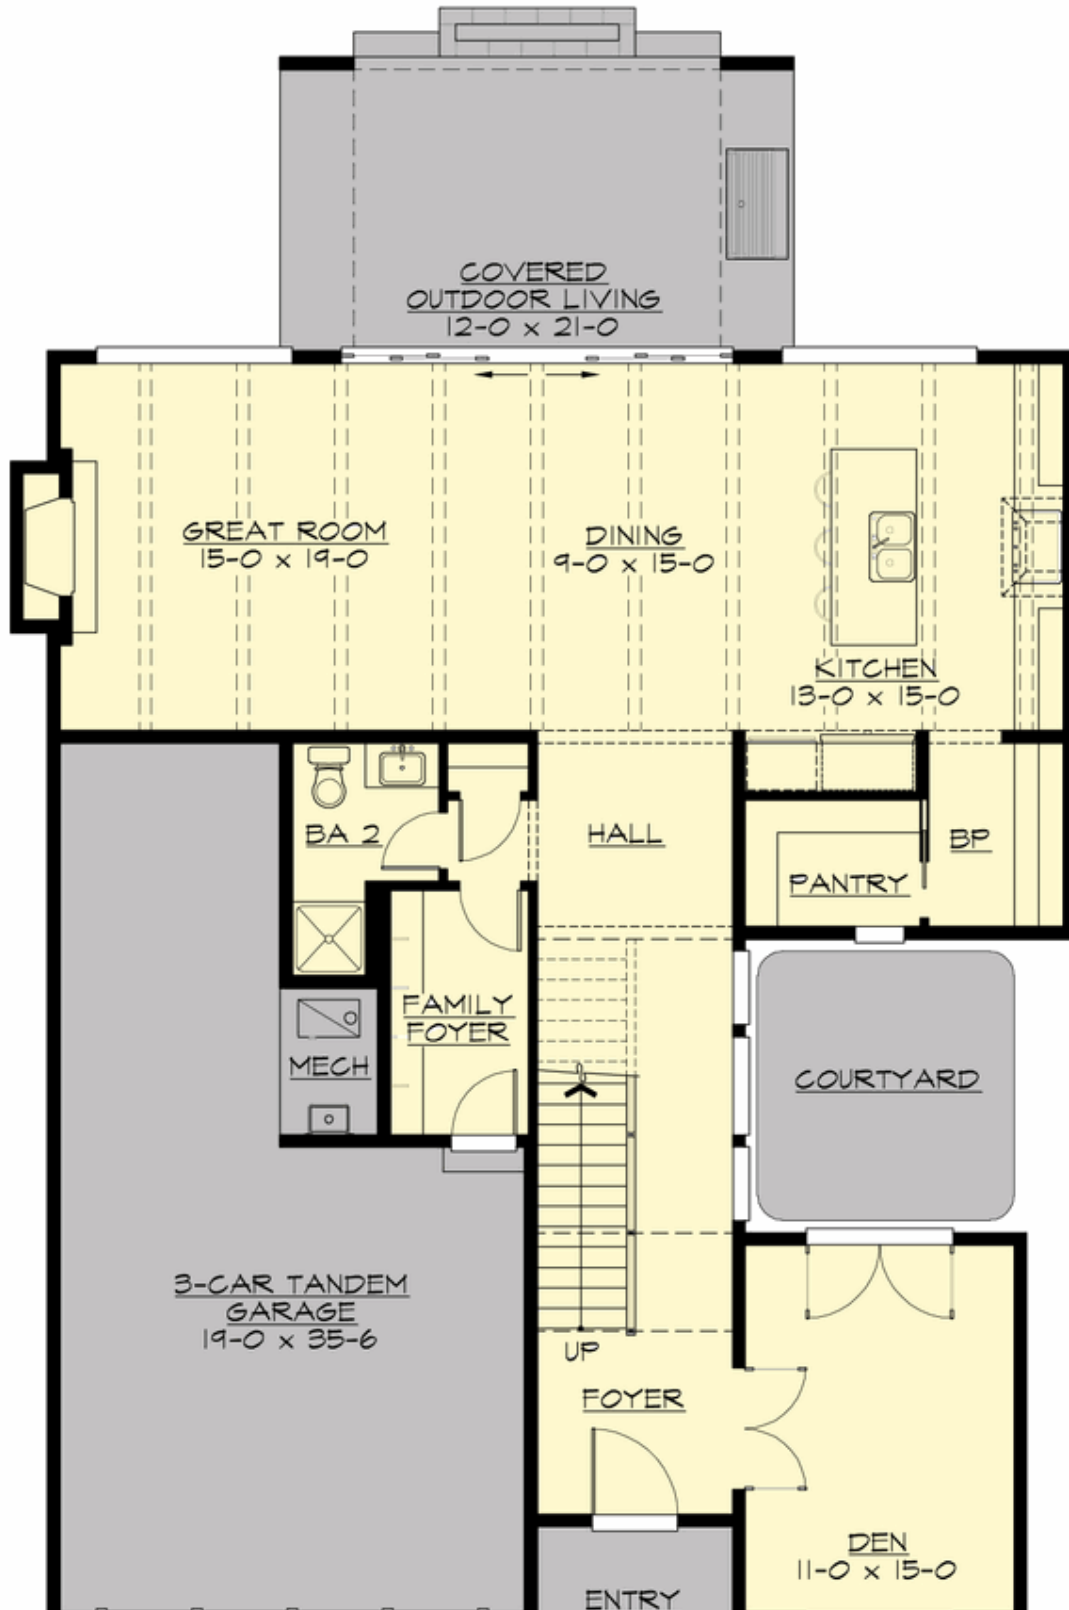 COVERED
OUTDOOR LIVING
12-0 x 21-0
GREAT ROOM
15-0 x 19-0
DINING
9-0 x 15-0
KITCHEN
13-0 x 15-0
BA 2
HALL
BP
PANTRY
FAMILY
FOYER
MECH
COURTYARD
3-CAR TANDEM
GARAGE
19-0 x 35-6
UP
FOYER
DEN
11-0 x 15-0
ENTRY